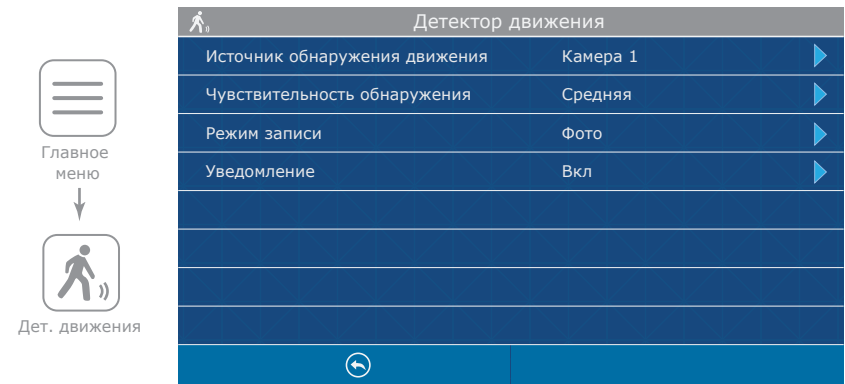 Детектор движения
Источник обнаружения движения Камера 1
Чувствительность обнаружения Средняя
Режим записи Фото
Уведомление Вкл
Главное
меню
Дет. движения